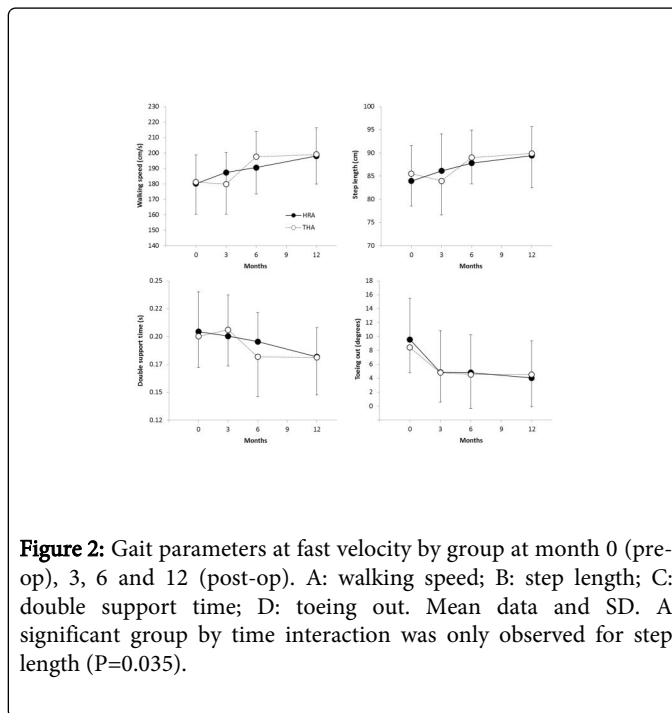 230
220
210
200
190
180
170
160
150
140
Walking speed (cm/s)
HRA
THA
0 3 6 9 12
Months
100
95
90
85
80
75
70
Step length (cm)
0 3 6 9 12
Months
0.25
0.20
0.17
0.15
0.12
Double support time (s)
0 3 6 9 12
Months
18
16
14
12
10
8
6
4
2
0
Toeing out (degrees)
0 3 6 9 12
Months
Figure 2: Gait parameters at fast velocity by group at month 0 (pre-
op), 3, 6 and 12 (post-op). A: walking speed; B: step length; C:
double support time; D: toeing out. Mean data and SD. A
significant group by time interaction was only observed for step
length (P=0.035).